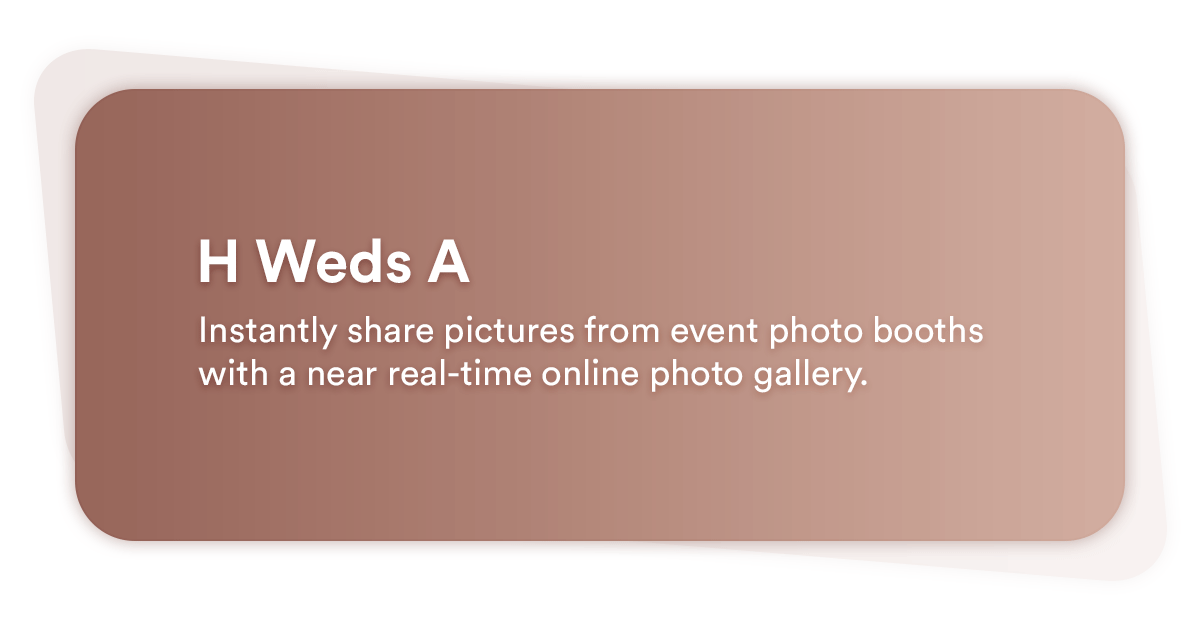 H Weds A
Instantly share pictures from event photo booths
with a near real-time online photo gallery.